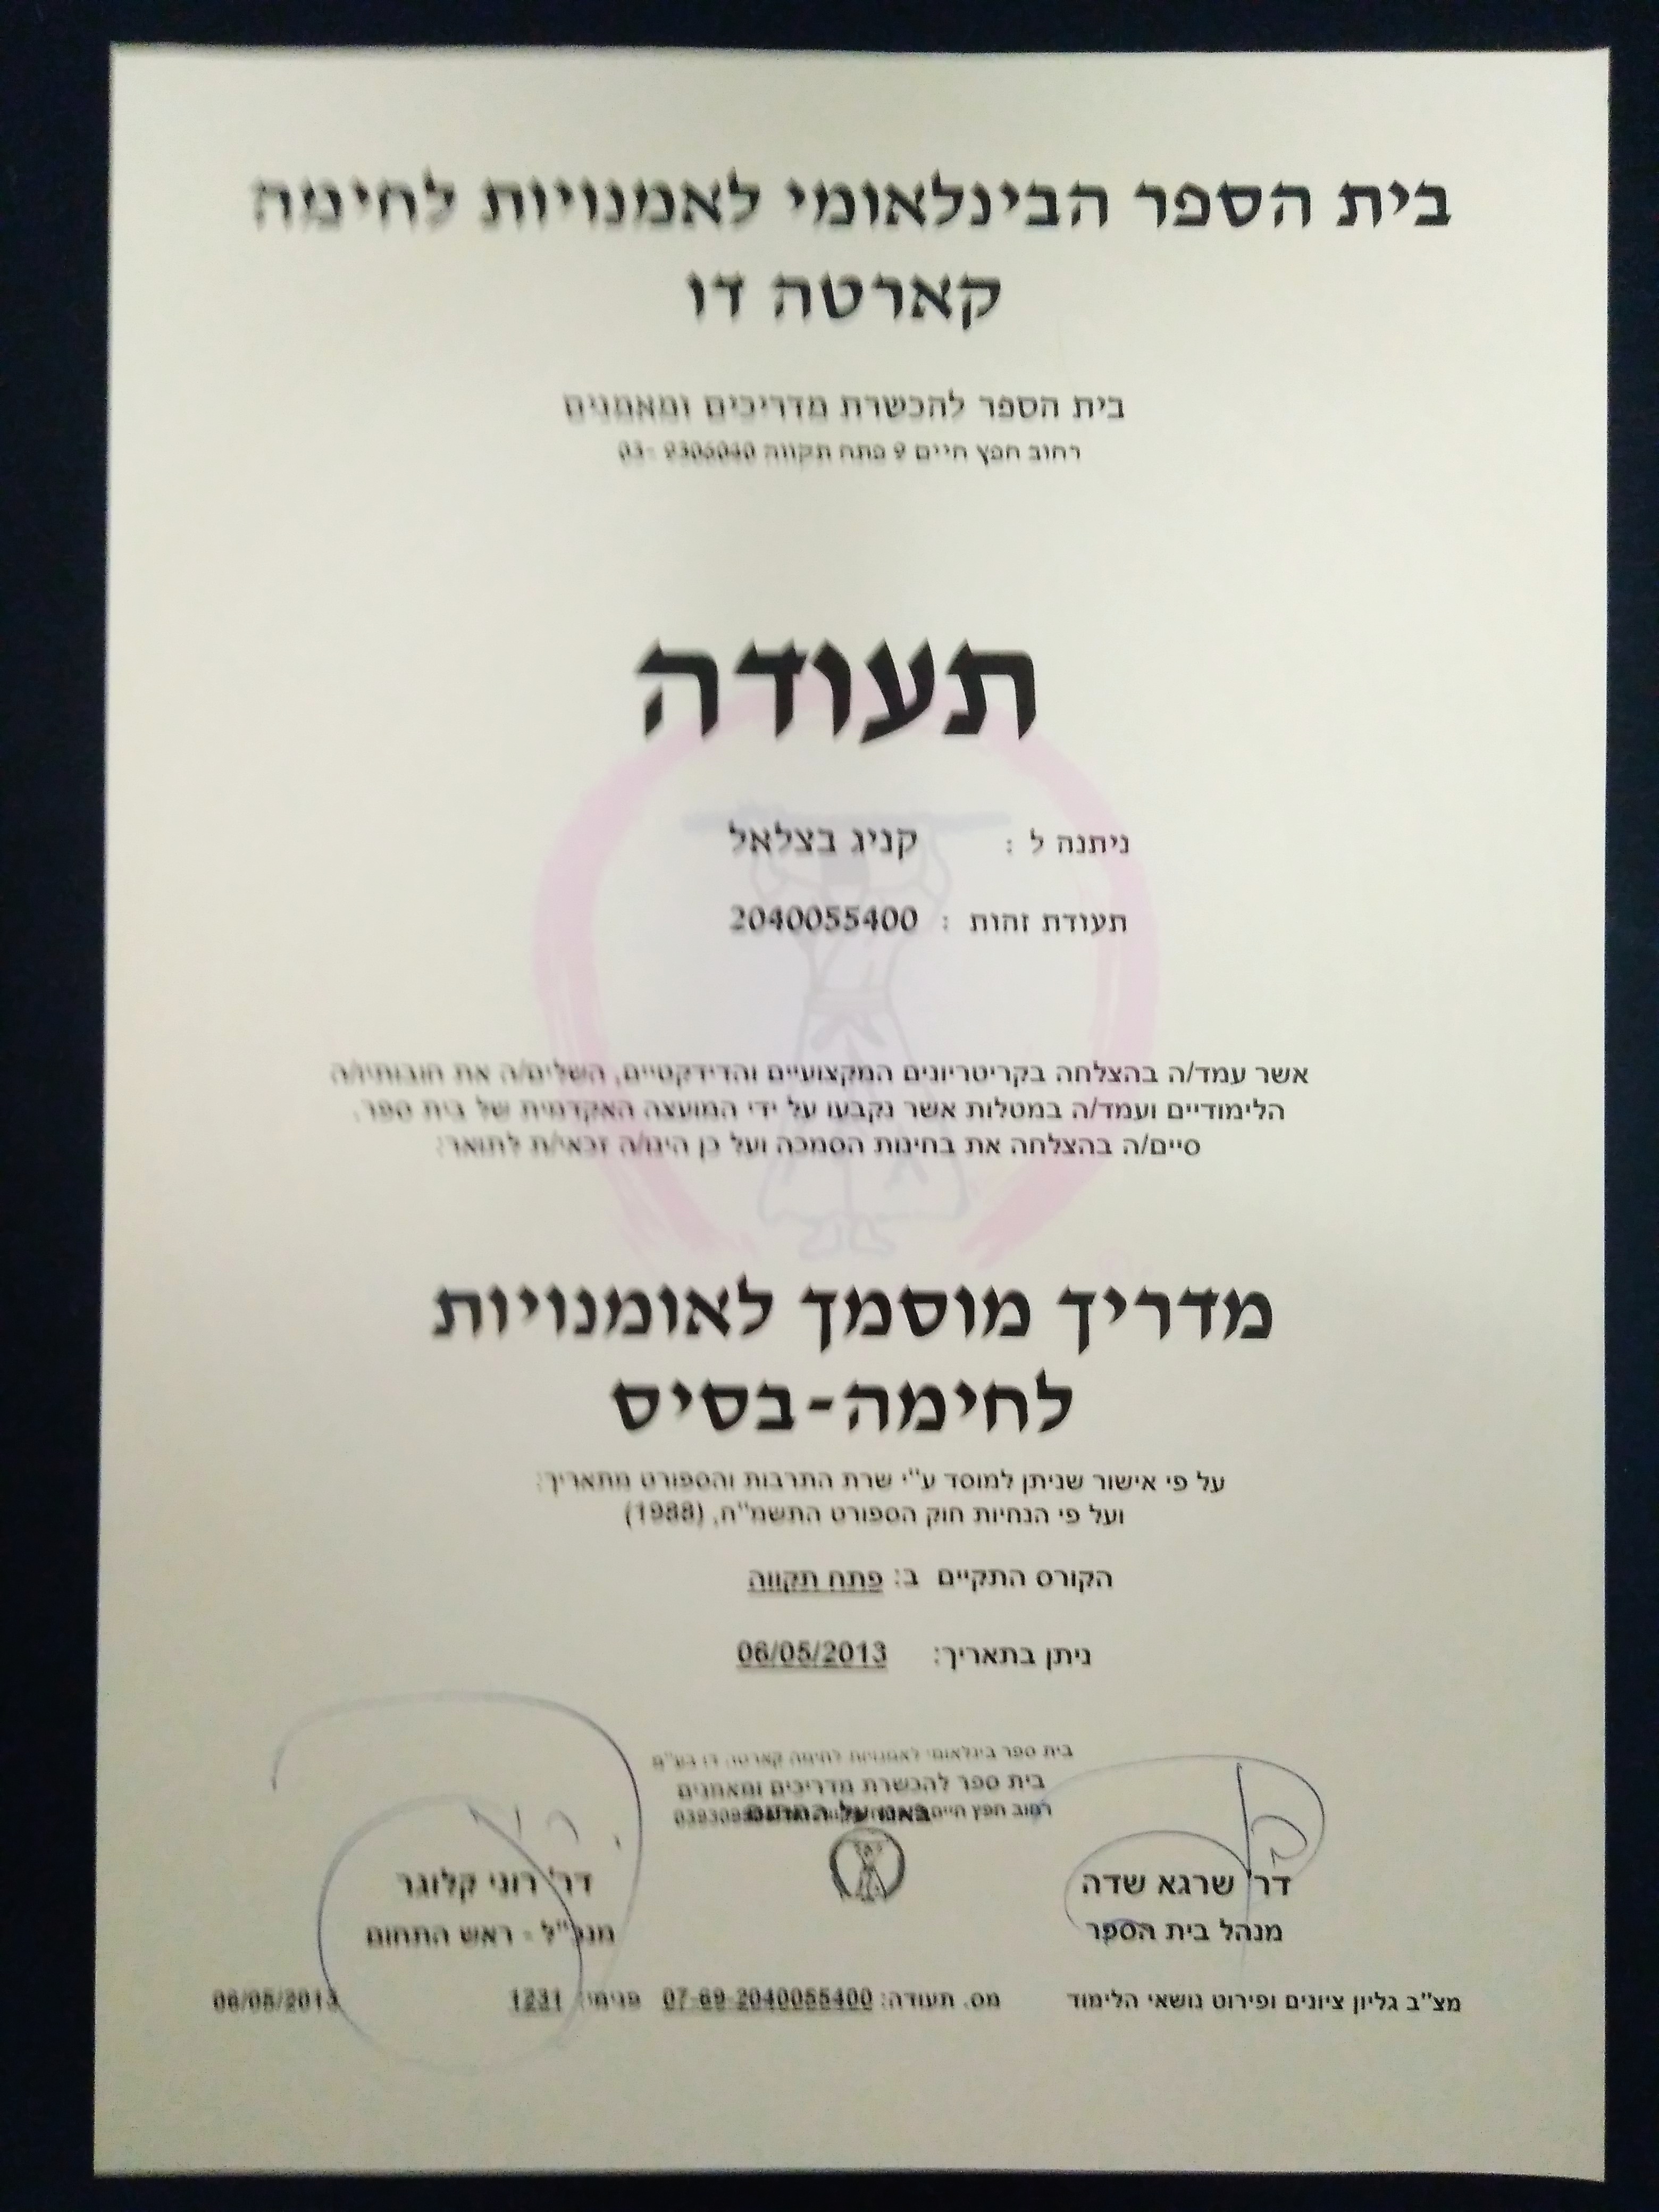 בית הספר הבינלאומי לאמנויות לחימה
קארטה דו
בית הספר להכשרת מדריכים ומאמנים
רחוב חפץ חיים 9 פתח תקווה 03- 9306040
תעודה
ניתנה ל : קניג בצלאל
תעודת זהות : 2040055400
אשר עמד/ה בהצלחה בקריטריונים המקצועיים והדידקטיים, השלים/ה את חובותיו/ה
הלימודיים ועמד/ה במטלות אשר נקבעו על ידי המועצה האקדמית של בית ספר.
סיים/ה בהצלחה את בחינות הסמכה ועל כן הינו/ה זכאי/ת לתואר:
מדריך מוסמך לאומנויות
לחימה-בסיס
על פי אישור שניתן למוסד ע"י שרת התרבות והספורט מתאריך:
ועל פי הנחיות חוק הספורט התשמ"ח, (1988)
הקורס התקיים ב: פתח תקווה
ניתן בתאריך: 06/05/2013
בית ספר בינלאומי לאמנויות לחימה קארטה דו בע"מ
בית ספר להכשרת מדריכים ומאמנים
רחוב חפץ חיים
דר' שרגא שדה
מנהל בית הספר
דר' רוני קלוגר
מנכ"ל - ראש התחום
מצ"ב גליון ציונים ופירוט נושאי הלימוד מס. תעודה: 07-69-2040055400 פנימי: 1231 06/05/2013